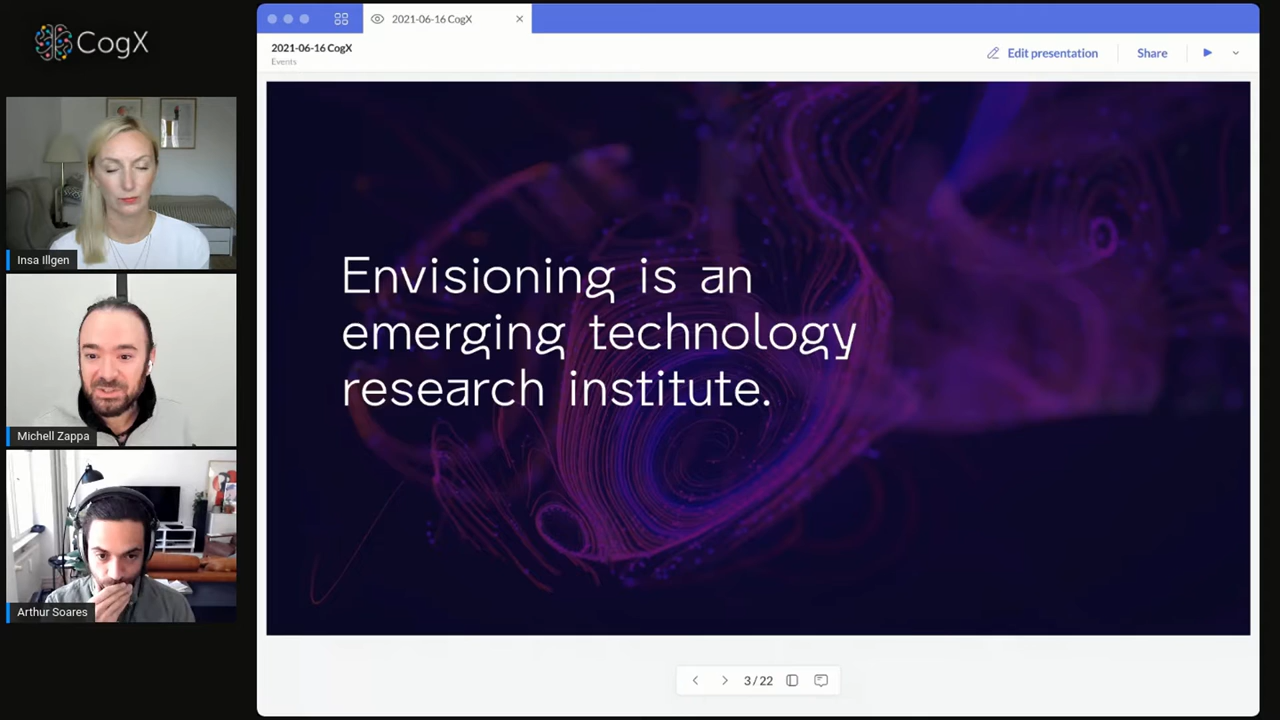 CogX
Insa Illgen
Michell Zappa
Arthur Soares
2021-06-16 CogX
2021-06-16 CogX
Events
Edit presentation
Share
Envisioning is an
emerging technology
research institute.
3 / 22